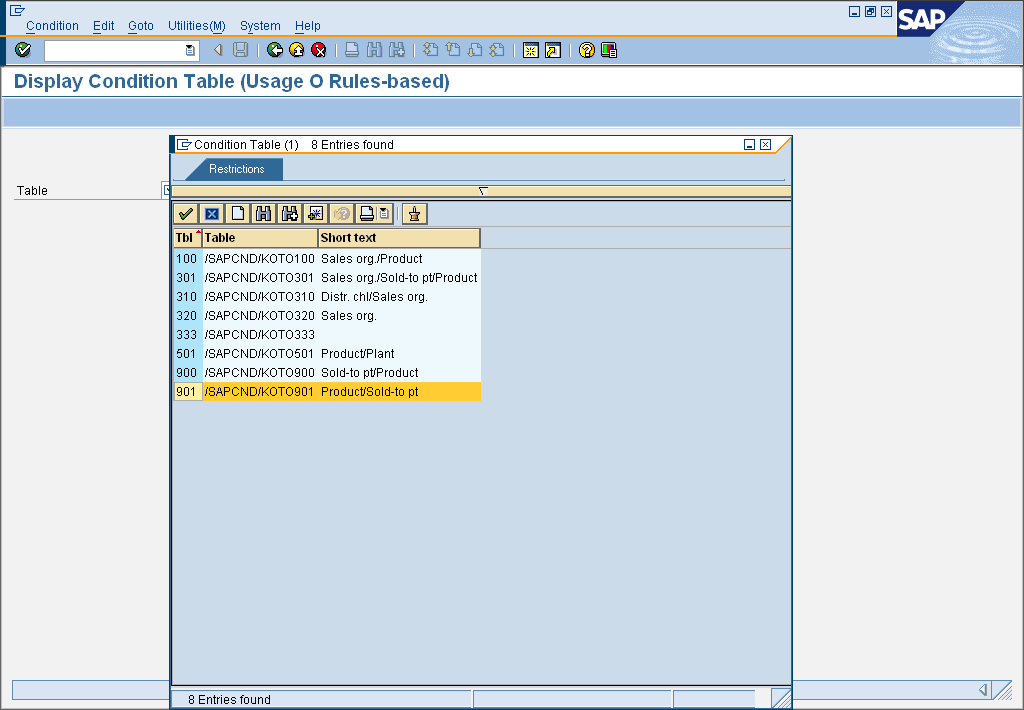 Condition Edit Goto Utilities(M) System Help
SAP
Display Condition Table (Usage O Rules-based)
Condition Table (1) 8 Entries found
Restrictions
Table
Tbl Table Short text
100 /SAPCND/KOTO100 Sales org./Product
301 /SAPCND/KOTO301 Sales org./Sold-to pt/Product
310 /SAPCND/KOTO310 Distr. chl/Sales org.
320 /SAPCND/KOTO320 Sales org.
333 /SAPCND/KOTO333
501 /SAPCND/KOTO501 Product/Plant
900 /SAPCND/KOTO900 Sold-to pt/Product
901 /SAPCND/KOTO901 Product/Sold-to pt
8 Entries found